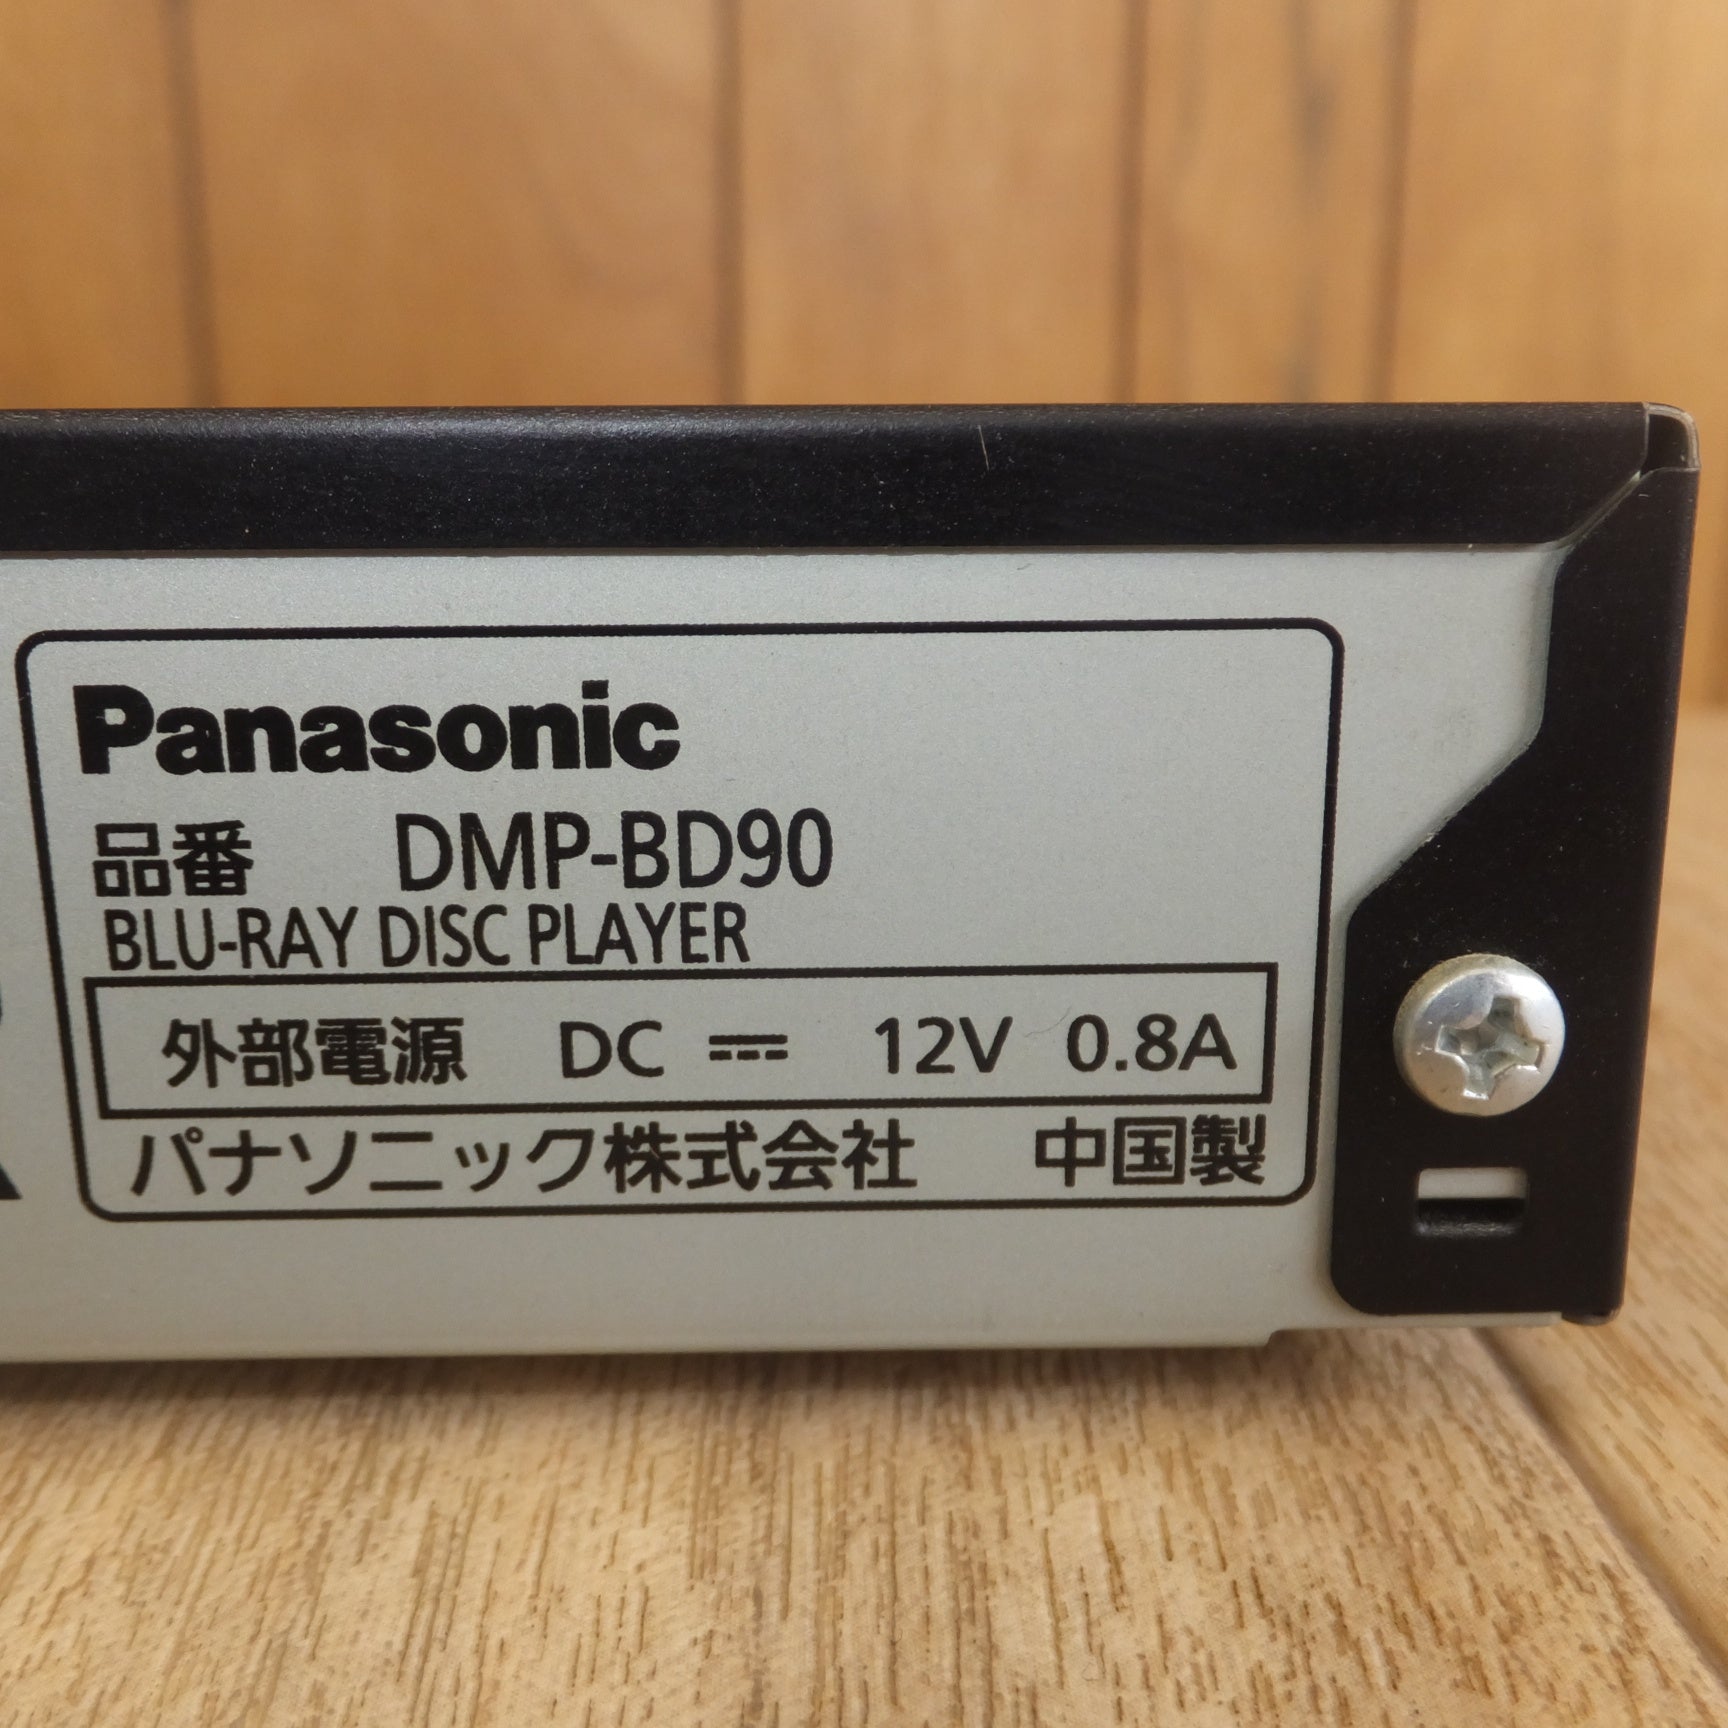 Panasonic
品番 DMP-BD90
BLU-RAY DISC PLAYER
外部電源 DC ⎓ 12V 0.8A
パナソニック株式会社 中国製